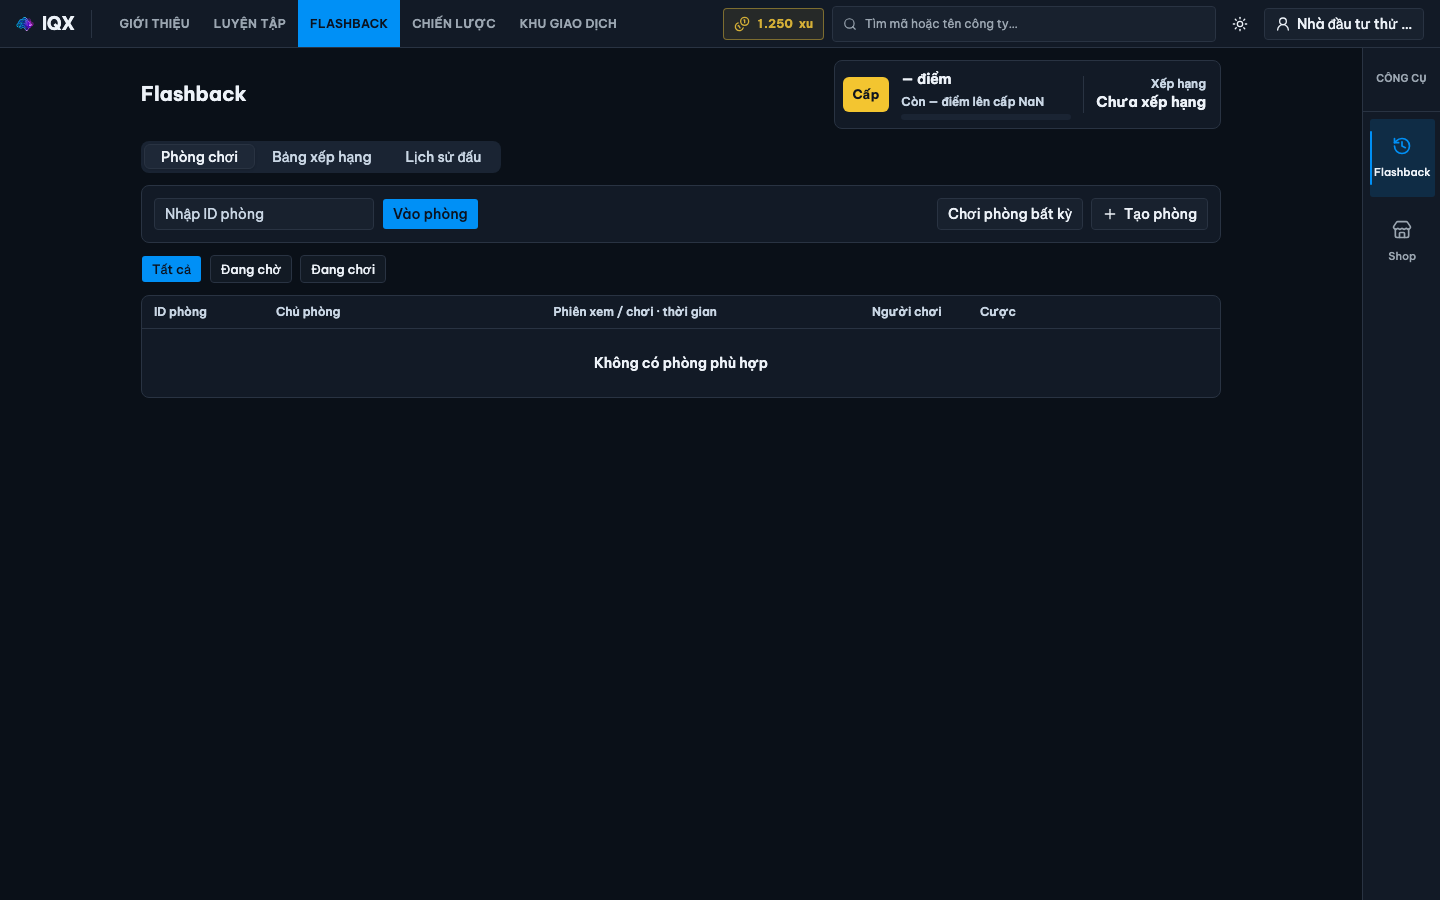 IQX
GIỚI THIỆU
LUYỆN TẬP
FLASHBACK
CHIẾN LƯỢC
KHU GIAO DỊCH
1.250 xu
Tìm mã hoặc tên công ty...
Nhà đầu tư thử ...
Flashback
Cấp
— điểm
Còn — điểm lên cấp NaN
Xếp hạng
Chưa xếp hạng
CÔNG CỤ
Flashback
Shop
Phòng chơi
Bảng xếp hạng
Lịch sử đấu
Nhập ID phòng
Vào phòng
Chơi phòng bất kỳ
+ Tạo phòng
Tất cả
Đang chờ
Đang chơi
ID phòng
Chủ phòng
Phiên xem / chơi · thời gian
Người chơi
Cược
Không có phòng phù hợp